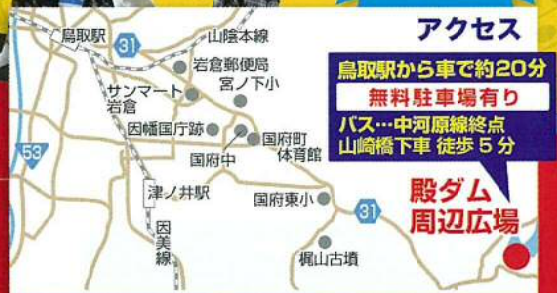 アクセス
鳥取駅から車で約20分
無料駐車場有り
バス…中河原線終点
山崎橋下車 徒歩5分
殿ダム
周辺広場
鳥取駅
31
山陰本線
岩倉郵便局
宮ノ下小
サンマート
岩倉
因幡国庁跡
国府町
体育館
国府中
53
津ノ井駅
国府東小
31
因美線
梶山古墳